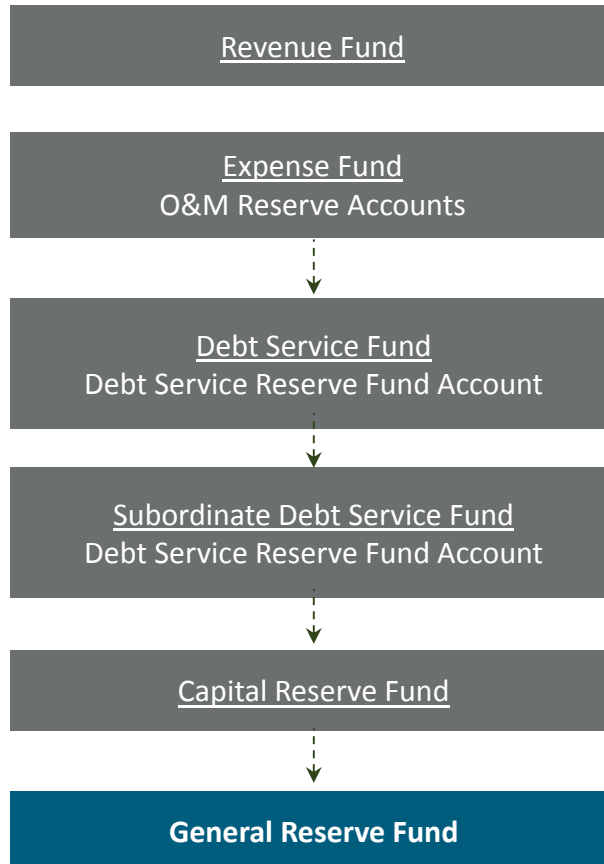 Revenue Fund
Expense Fund
O&M Reserve Accounts
Debt Service Fund
Debt Service Reserve Fund Account
Subordinate Debt Service Fund
Debt Service Reserve Fund Account
Capital Reserve Fund
General Reserve Fund